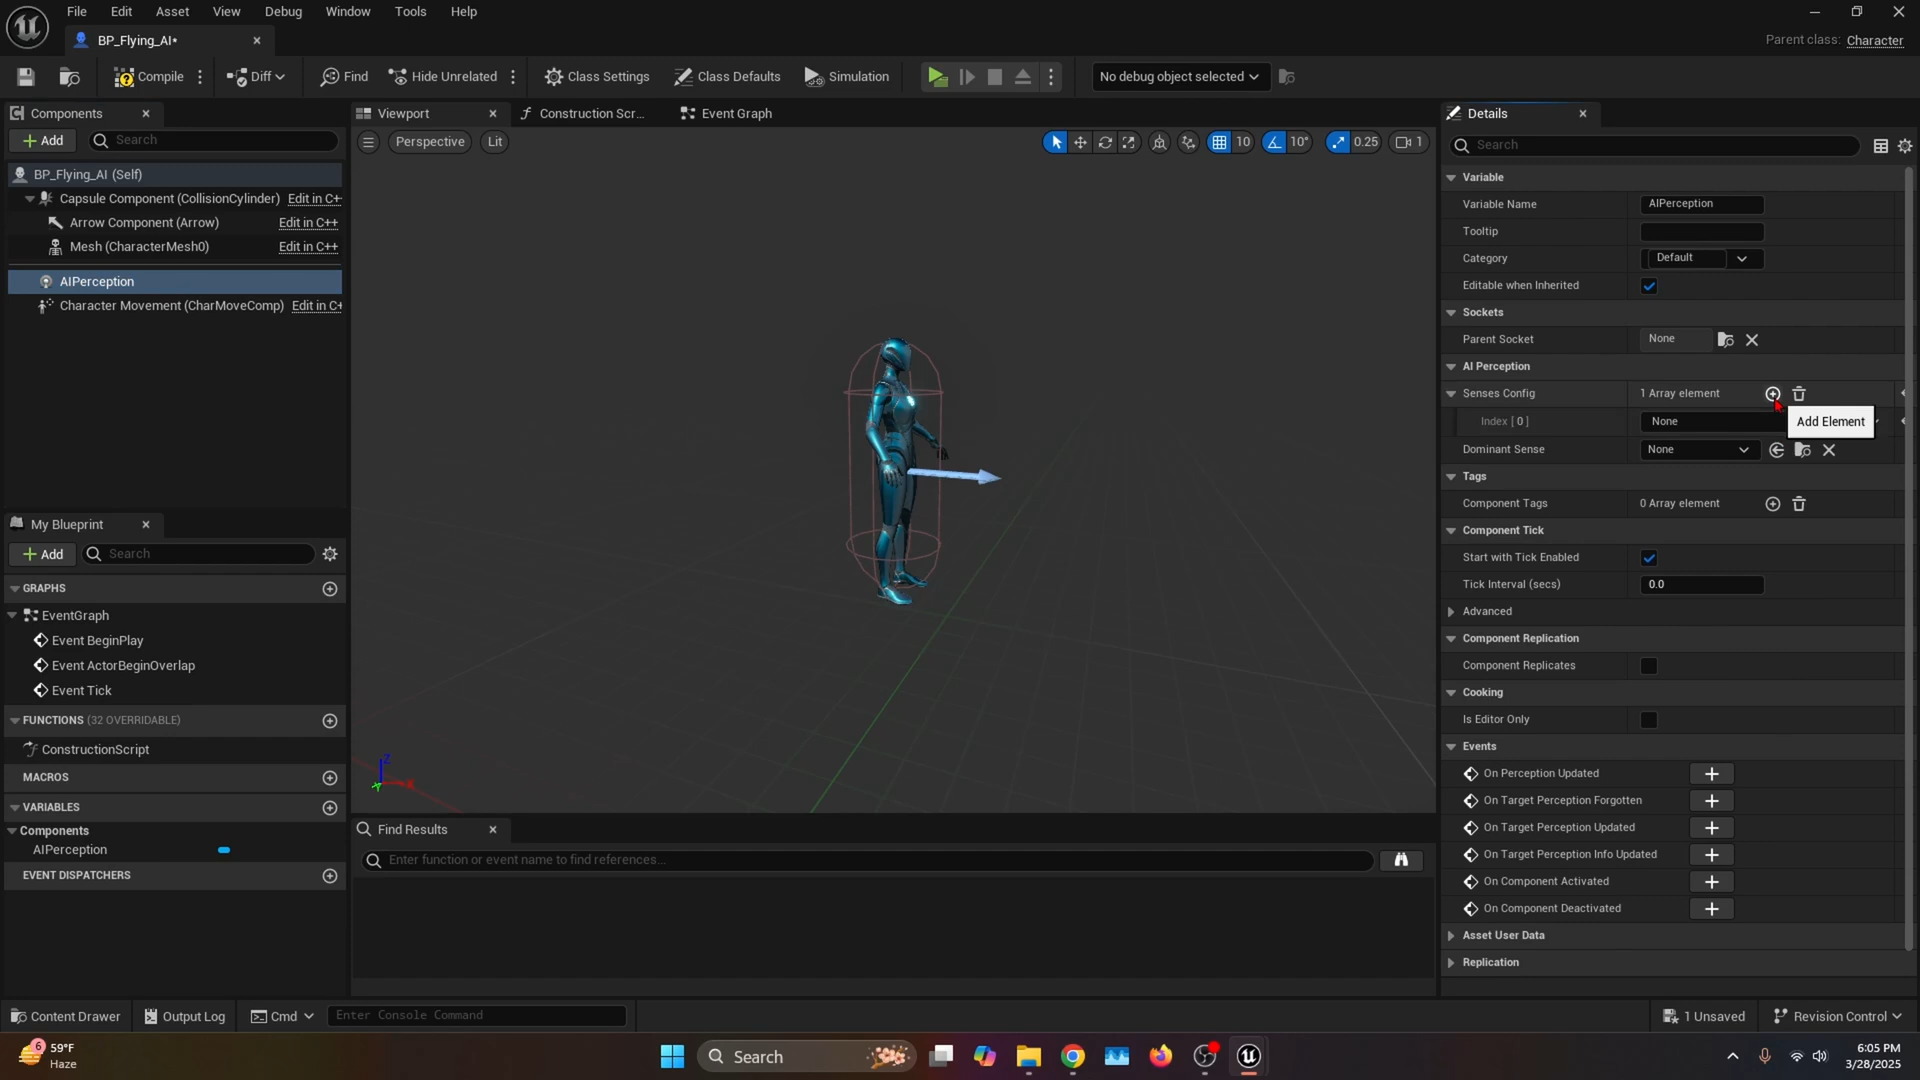 File Edit Asset View Debug Window Tools Help
BP_Flying_AI*
Parent class: Character
Compile Diff Find Hide Unrelated Class Settings Class Defaults Simulation No debug object selected
Components
Add Search
BP_Flying_AI (Self)
Capsule Component (CollisionCylinder) Edit in C+
Arrow Component (Arrow) Edit in C++
Mesh (CharacterMesh0) Edit in C++
AIPerception
Character Movement (CharMoveComp) Edit in C+
My Blueprint
Add Search
GRAPHS
EventGraph
Event BeginPlay
Event ActorBeginOverlap
Event Tick
FUNCTIONS (32 OVERRIDABLE)
ConstructionScript
MACROS
VARIABLES
Components
AIPerception
EVENT DISPATCHERS
Viewport Construction Scr... Event Graph
Perspective Lit 10 10° 0.25 1
Z
Find Results
Enter function or event name to find references...
Details
Search
Variable
Variable Name AIPerception
Tooltip
Category Default
Editable when Inherited
Sockets
Parent Socket None
AI Perception
Senses Config 1 Array element
Index [ 0 ] None
Add Element
Dominant Sense None
Tags
Component Tags 0 Array element
Component Tick
Start with Tick Enabled
Tick Interval (secs) 0.0
Advanced
Component Replication
Component Replicates
Cooking
Is Editor Only
Events
On Perception Updated
On Target Perception Forgotten
On Target Perception Updated
On Target Perception Info Updated
On Component Activated
On Component Deactivated
Asset User Data
Replication
Content Drawer Output Log Cmd Enter Console Command 1 Unsaved Revision Control
6 59°F
Haze
Search
6:05 PM
3/28/2025